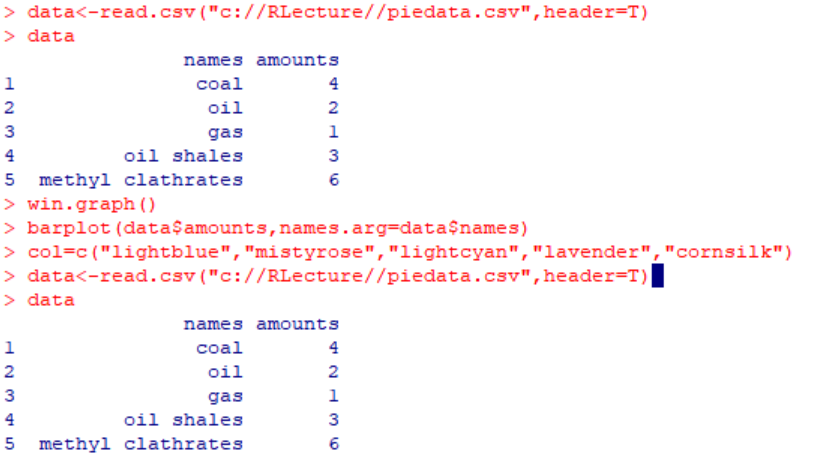 > data<-read.csv("c://RLecture//piedata.csv",header=T)
> data
names amounts
1 coal 4
2 oil 2
3 gas 1
4 oil shales 3
5 methyl clathrates 6
> win.graph()
> barplot(data$amounts,names.arg=data$names)
> col=c("lightblue","mistyrose","lightcyan","lavender","cornsilk")
> data<-read.csv("c://RLecture//piedata.csv",header=T)
> data
names amounts
1 coal 4
2 oil 2
3 gas 1
4 oil shales 3
5 methyl clathrates 6